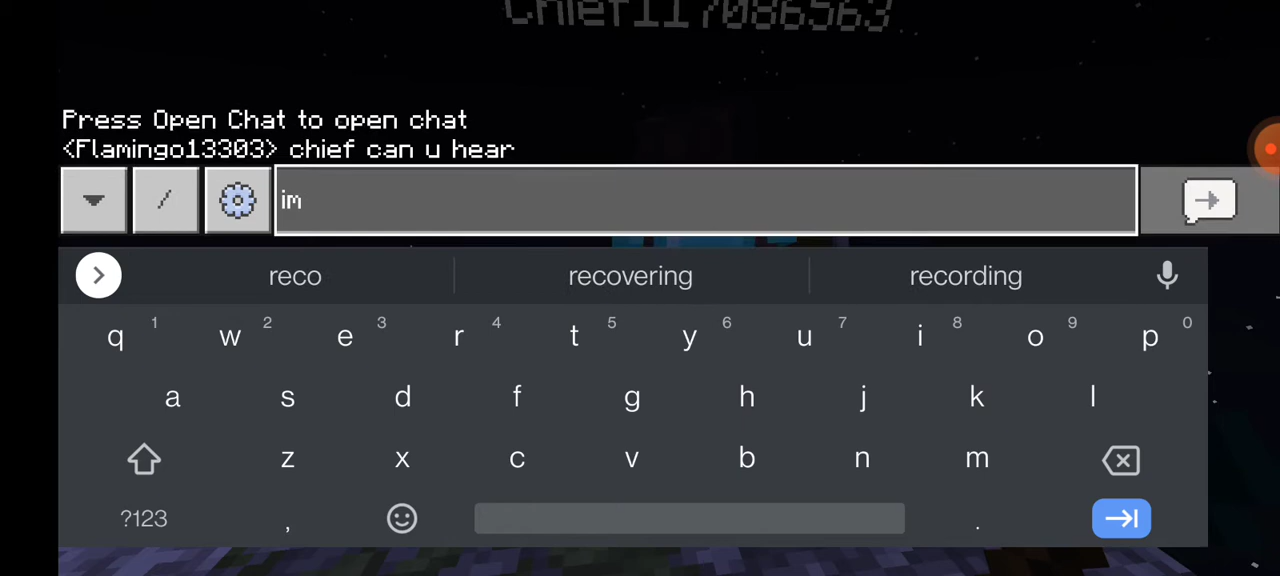 Chief117086563
Press Open Chat to open chat
<Flamingo13303> chief can u hear
/
im
reco recovering recording
q 1 w 2 e 3 r 4 t 5 y 6 u 7 i 8 o 9 p 0
a s d f g h j k l
z x c v b n m
?123 , .